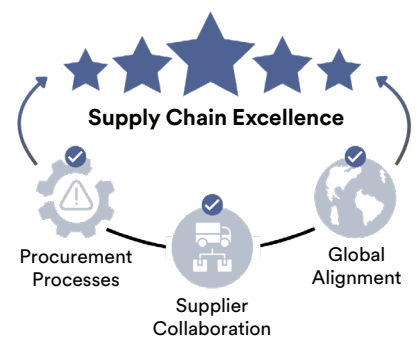 Supply Chain Excellence
Procurement
Processes
Supplier
Collaboration
Global
Alignment